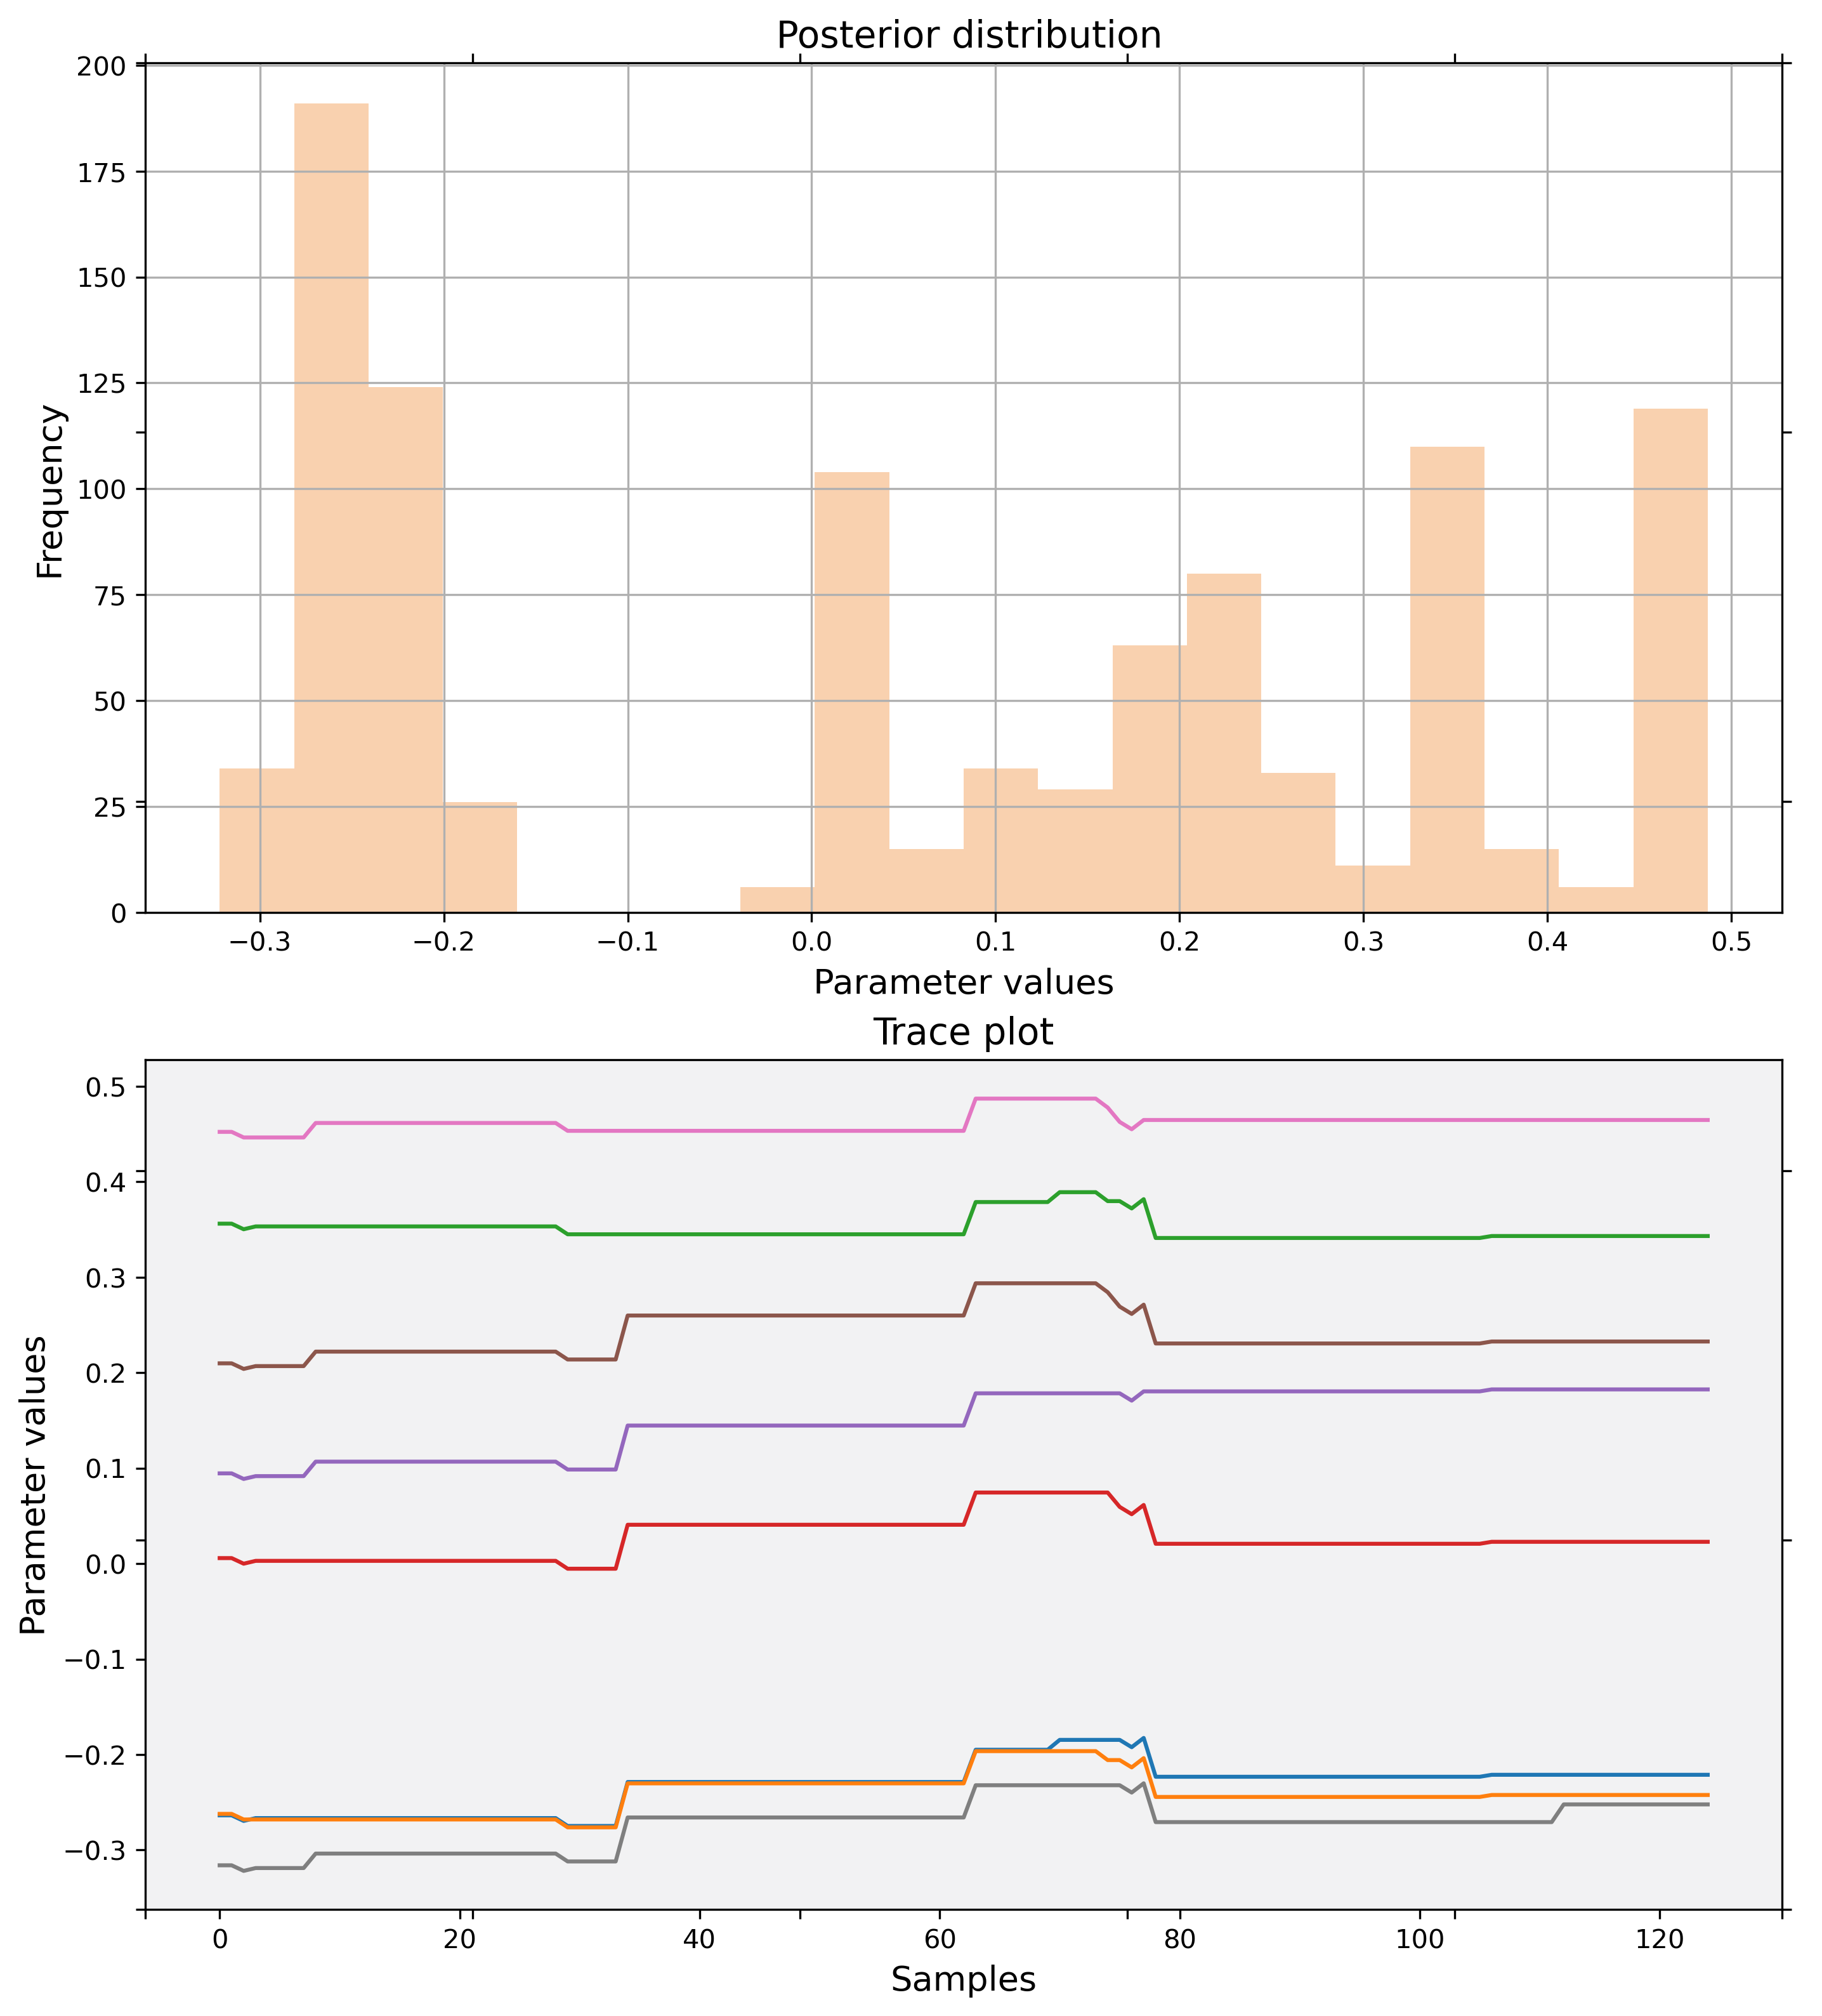 Posterior distribution
200
175
150
125
100
75
50
25
0
Frequency
−0.3 −0.2 −0.1 0.0 0.1 0.2 0.3 0.4 0.5
Parameter values
Trace plot
0.5
0.4
0.3
0.2
0.1
0.0
−0.1
−0.2
−0.3
Parameter values
0 20 40 60 80 100 120
Samples